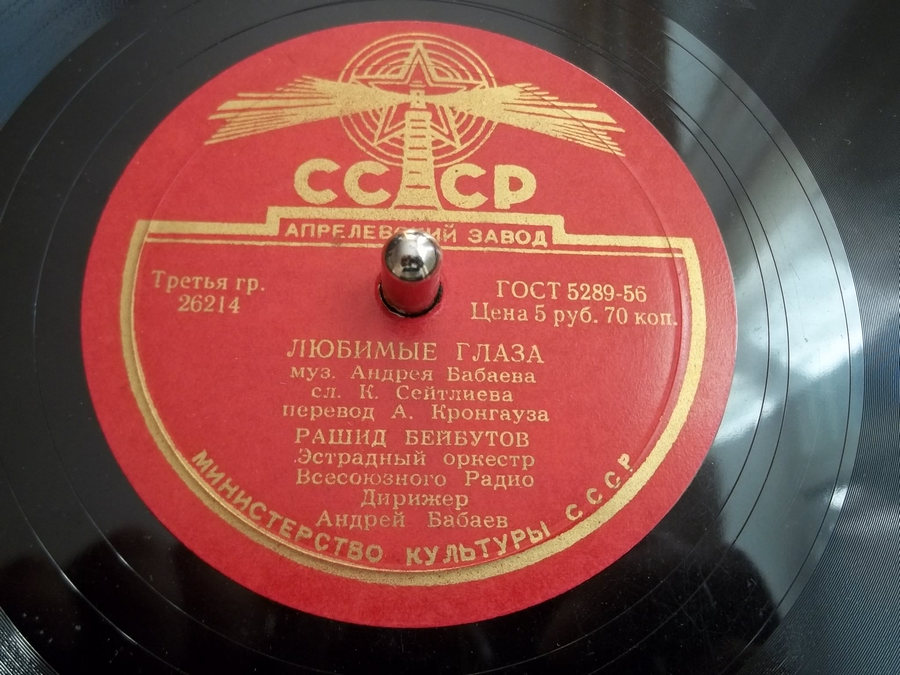 СССР
АПРЕЛЕВСКИЙ ЗАВОД
Третья гр.
26214
ГОСТ 5289-56
Цена 5 руб. 70 коп.
ЛЮБИМЫЕ ГЛАЗА
муз. Андрея Бабаева
сл. К. Сейтлиева
перевод А. Кронгауза
РАШИД БЕЙБУТОВ
Эстрадный оркестр
Всесоюзного Радио
Дирижер
Андрей Бабаев
МИНИСТЕРСТВО КУЛЬТУРЫ СССР